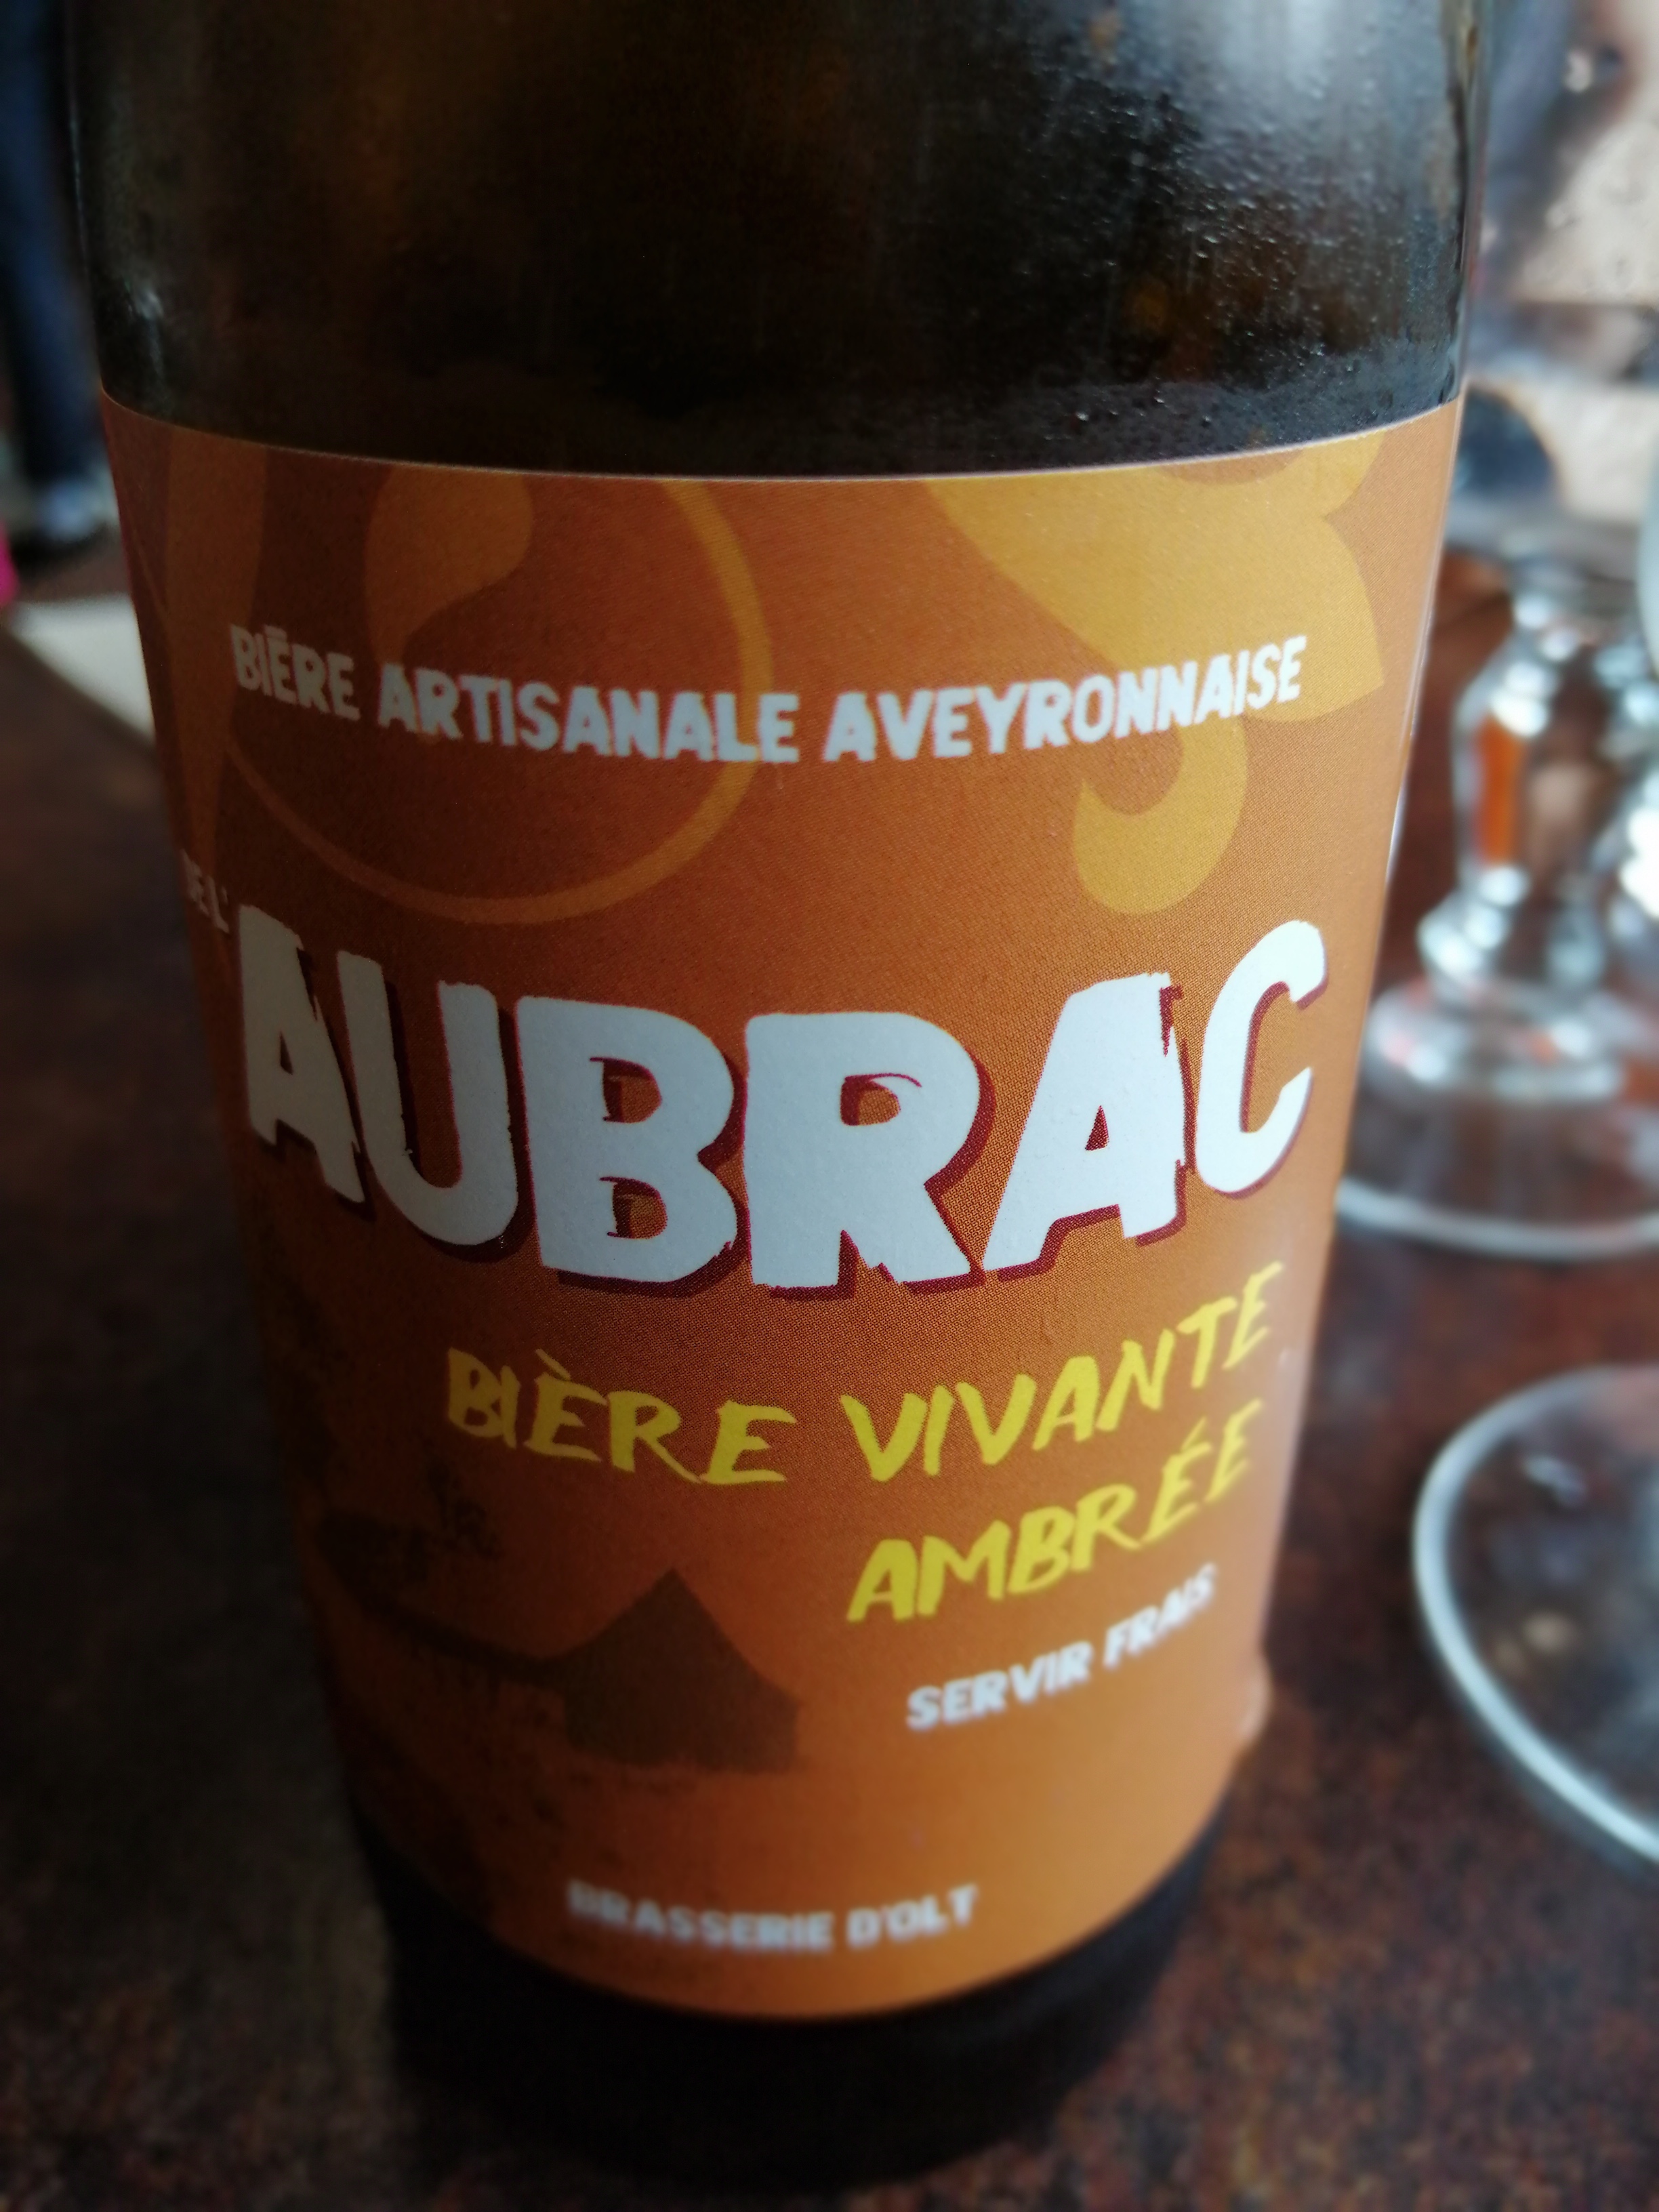 BIÈRE ARTISANALE AVEYRONNAISE
DE L'
AUBRAC
BIÈRE VIVANTE
AMBRÉE
SERVIR FRAIS
BRASSERIE D'OLT